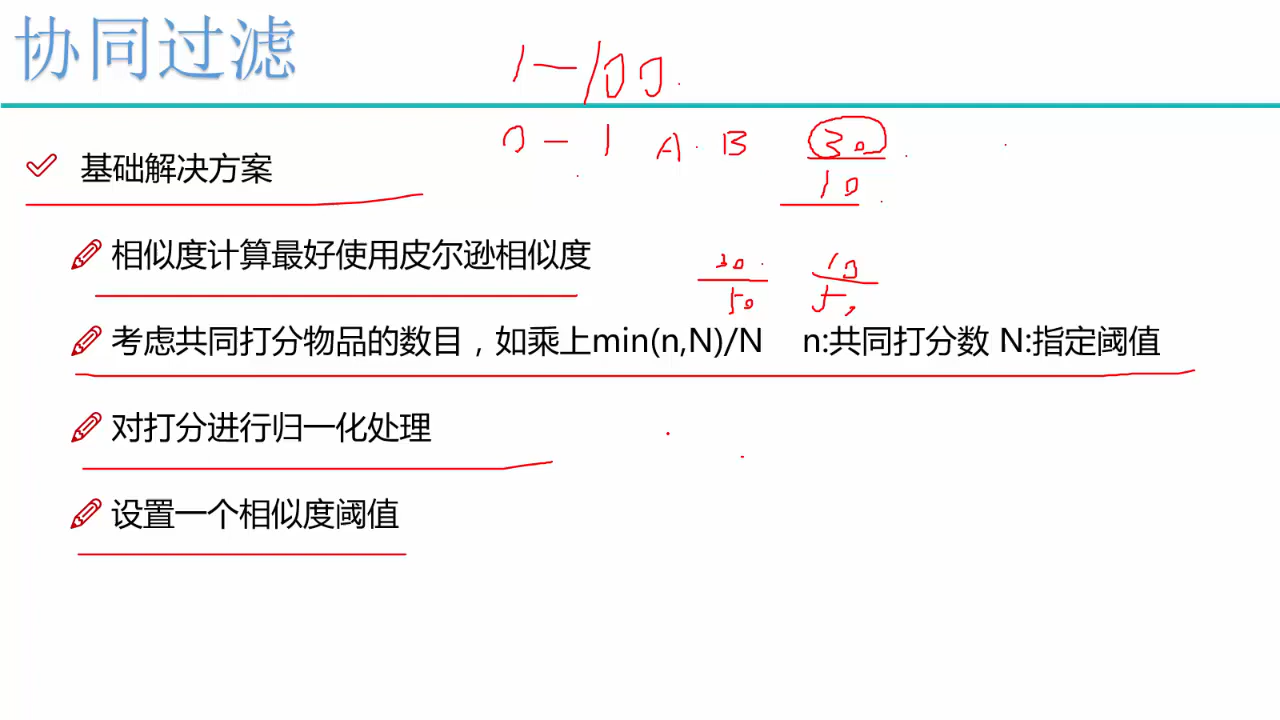 协同过滤
1-100
0-1 A.B 30
10
基础解决方案
相似度计算最好使用皮尔逊相似度
30 10
50 50
考虑共同打分物品的数目，如乘上min(n,N)/N n:共同打分数 N:指定阈值
对打分进行归一化处理
设置一个相似度阈值